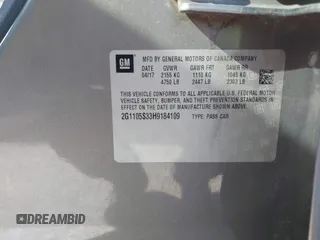 GM
MFD BY GENERAL MOTORS OF CANADA COMPANY
DATE GVWR GAWR FRT GAWR RR
04/17 2155 KG 1110 KG 1045 KG
4750 LB 2447 LB 2303 LB
THIS VEHICLE CONFORMS TO ALL APPLICABLE U.S. FEDERAL MOTOR
VEHICLE SAFETY, BUMPER, AND THEFT PREVENTION STANDARDS IN
EFFECT ON THE DATE OF MANUFACTURE SHOWN ABOVE.
2G1105S33H9184109 TYPE: PASS CAR
DREAMBID